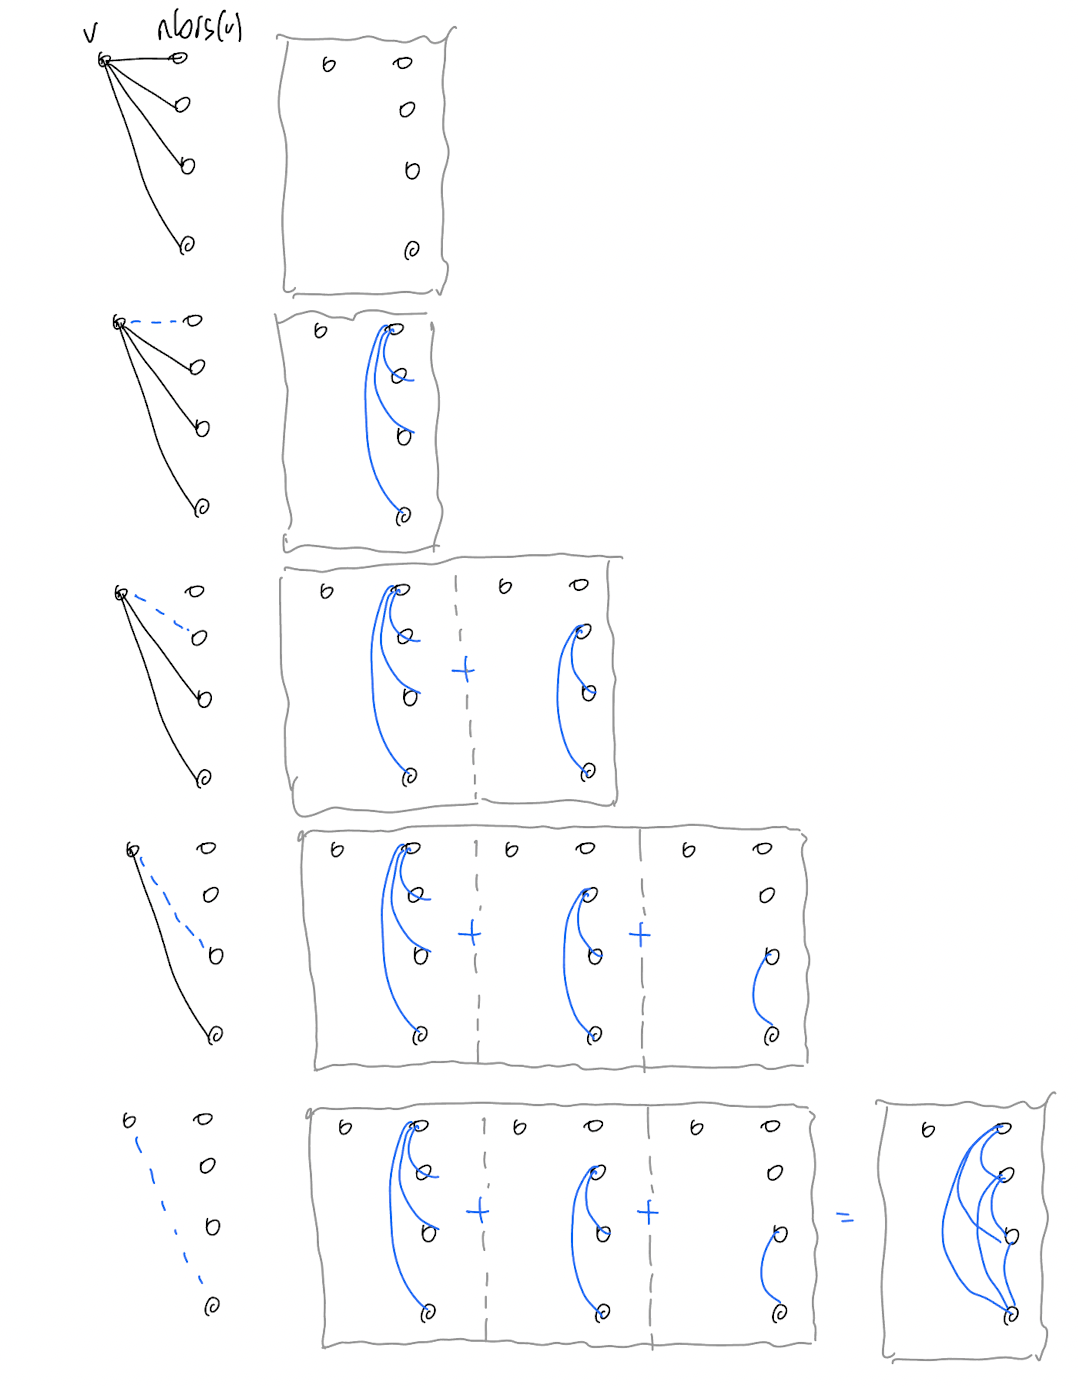 v nbrs(v)
+
+ +
+ + =